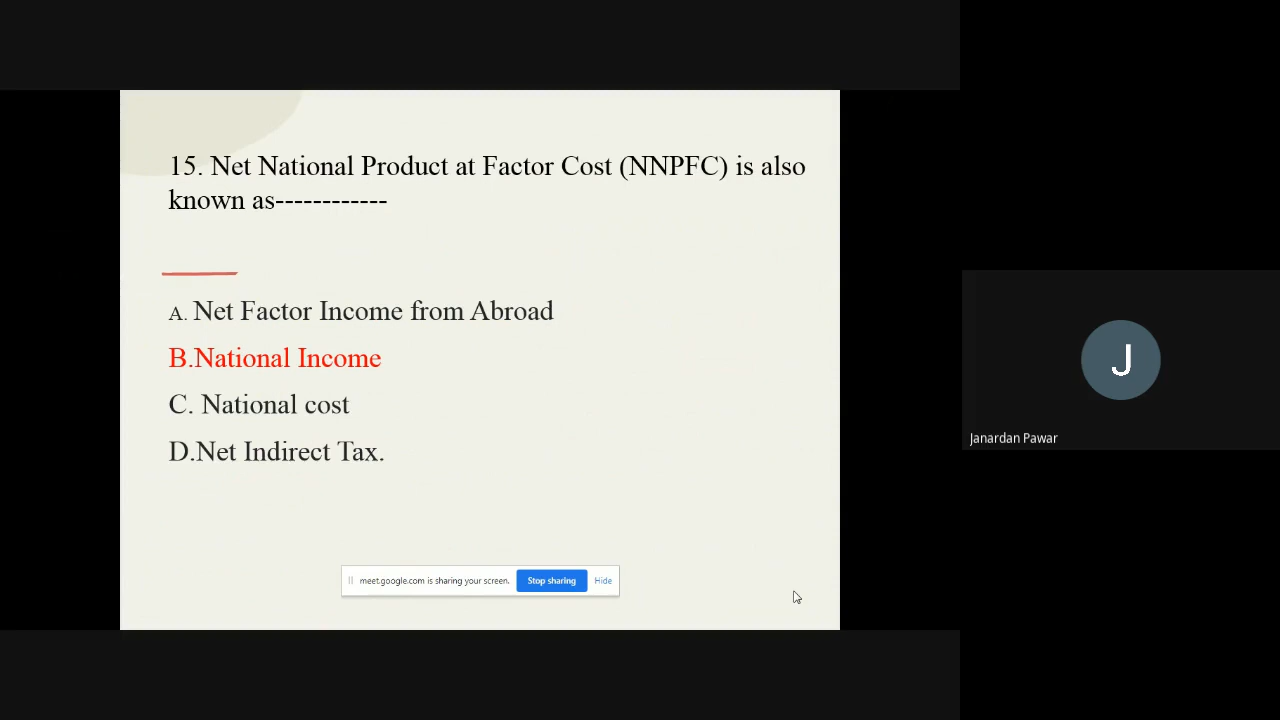 15. Net National Product at Factor Cost (NNPFC) is also
known as------------
A. Net Factor Income from Abroad
B.National Income
C. National cost
D.Net Indirect Tax.
meet.google.com is sharing your screen. Stop sharing Hide
J
Janardan Pawar